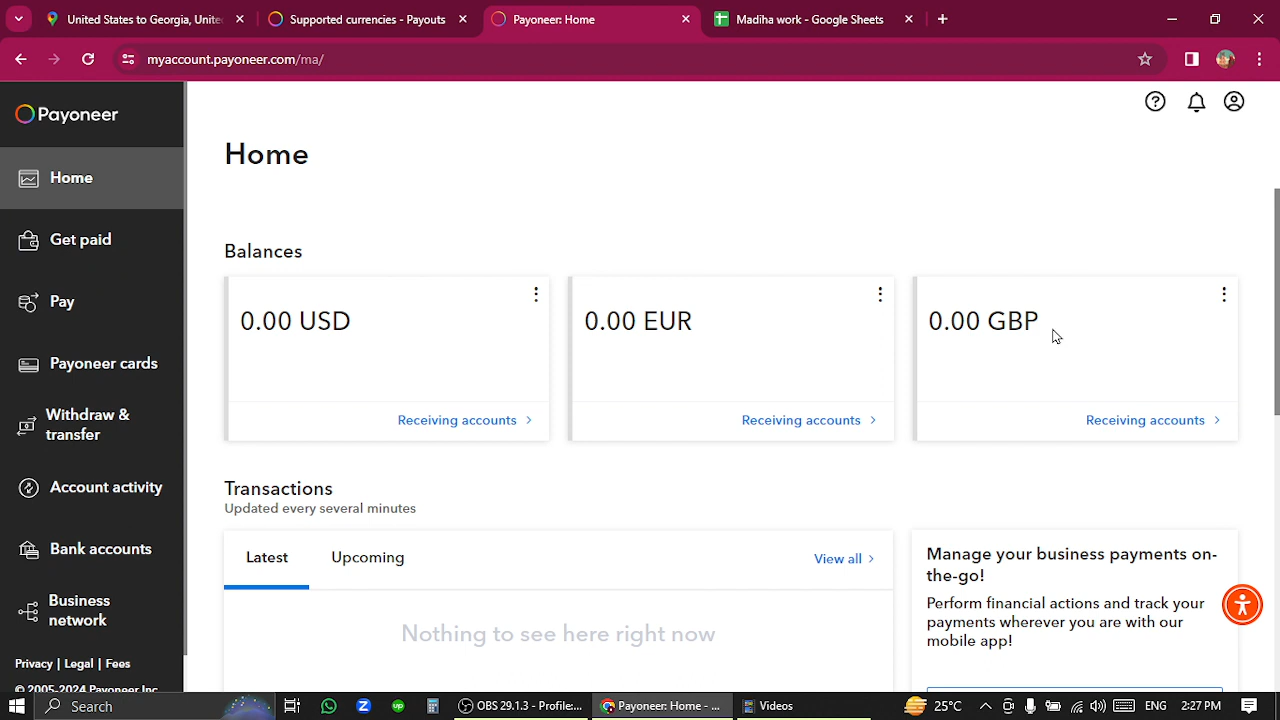 United States to Georgia, Unite
Supported currencies - Payouts
Payoneer: Home
Madiha work - Google Sheets
myaccount.payoneer.com/ma/
Payoneer
Home
Get paid
Pay
Payoneer cards
Withdraw &
transfer
Account activity
Bank accounts
Business
network
Privacy | Legal | Fees
© 2005-2024 Payoneer Inc.
Home
Balances
0.00 USD
0.00 EUR
0.00 GBP
Receiving accounts
Receiving accounts
Receiving accounts
Transactions
Updated every several minutes
Latest
Upcoming
View all
Nothing to see here right now
Manage your business payments on-
the-go!
Perform financial actions and track your
payments wherever you are with our
mobile app!
Search
up
OBS 29.1.3 - Profile:...
Payoneer: Home - ...
Videos
25°C
ENG
2:27 PM